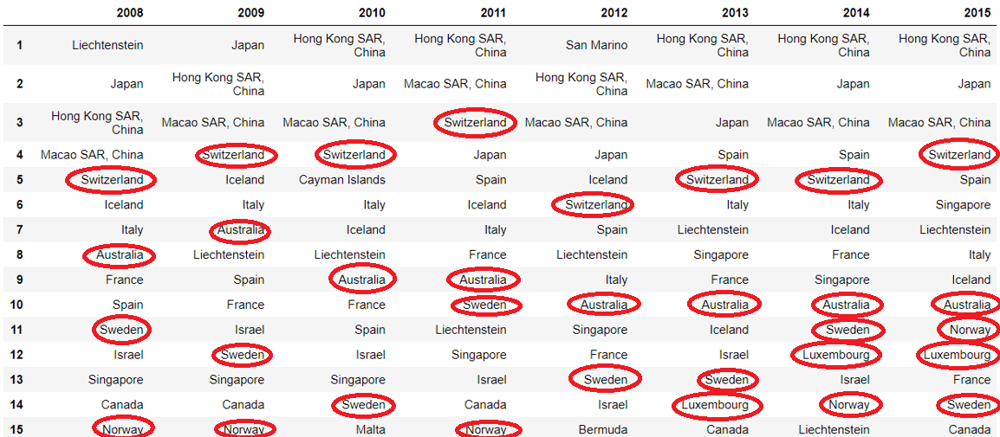 2008 2009 2010 2011 2012 2013 2014 2015
1 Liechtenstein Japan Hong Kong SAR, China Hong Kong SAR, China San Marino Hong Kong SAR, China Hong Kong SAR, China Hong Kong SAR, China
2 Japan Hong Kong SAR, China Japan Macao SAR, China Hong Kong SAR, China Macao SAR, China Japan Japan
3 Hong Kong SAR, China Macao SAR, China Macao SAR, China Switzerland Macao SAR, China Japan Macao SAR, China Macao SAR, China
4 Macao SAR, China Switzerland Switzerland Japan Japan Spain Spain Switzerland
5 Switzerland Iceland Cayman Islands Spain Iceland Switzerland Switzerland Spain
6 Iceland Italy Italy Iceland Switzerland Italy Italy Singapore
7 Italy Australia Iceland Italy Spain Liechtenstein Iceland Liechtenstein
8 Australia Liechtenstein Liechtenstein France Liechtenstein Singapore France Italy
9 France Spain Australia Australia Italy France Singapore Iceland
10 Spain France France Sweden Australia Australia Australia Australia
11 Sweden Israel Spain Liechtenstein Singapore Iceland Sweden Norway
12 Israel Sweden Israel Singapore France Israel Luxembourg Luxembourg
13 Singapore Singapore Singapore Israel Sweden Sweden Israel France
14 Canada Canada Sweden Canada Israel Luxembourg Norway Sweden
15 Norway Norway Malta Norway Bermuda Canada Liechtenstein Canada